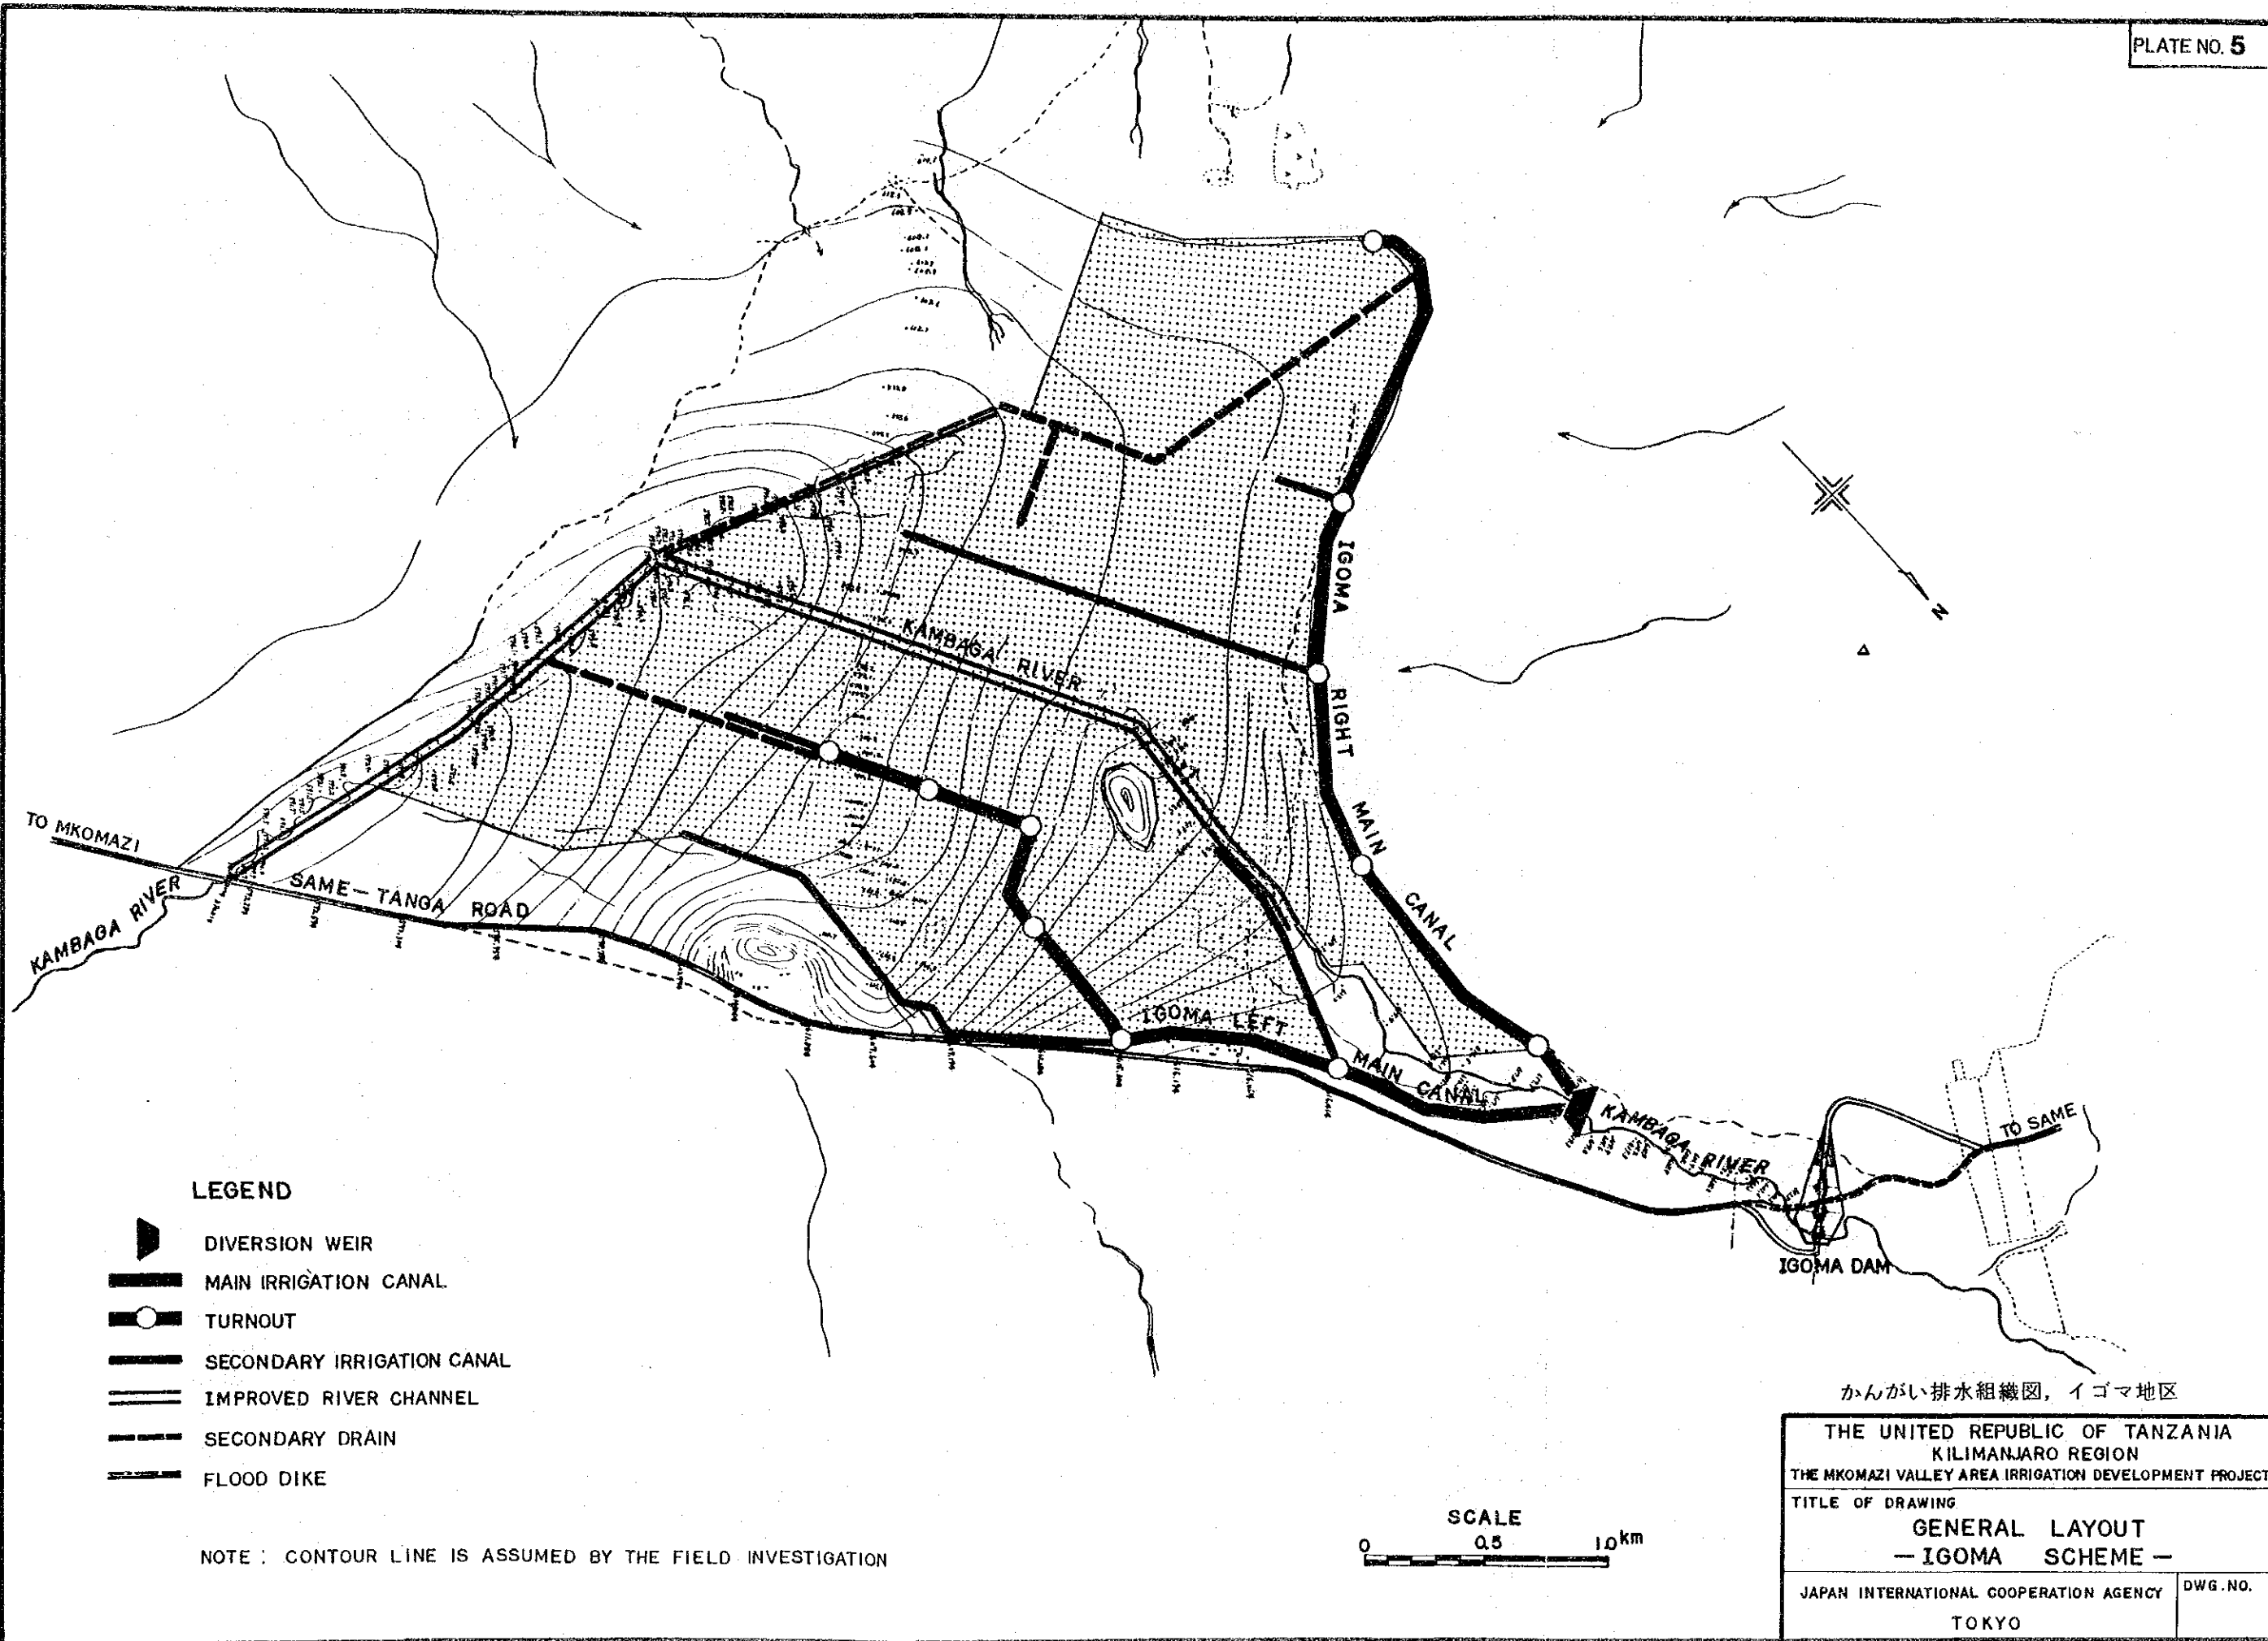 PLATE NO. 5
IGOMA
RIGHT
MAIN
CANAL
N
KAMBAGA RIVER
TO MKOMAZI
KAMBAGA RIVER
SAME-TANGA ROAD
IGOMA LEFT
MAIN CANAL
KAMBAGA RIVER
TO SAME
IGOMA DAM
LEGEND
DIVERSION WEIR
MAIN IRRIGATION CANAL
TURNOUT
SECONDARY IRRIGATION CANAL
IMPROVED RIVER CHANNEL
SECONDARY DRAIN
FLOOD DIKE
NOTE : CONTOUR LINE IS ASSUMED BY THE FIELD INVESTIGATION
SCALE
0 0.5 1.0 km
かんがい排水組織図, イゴマ地区
THE UNITED REPUBLIC OF TANZANIA
KILIMANJARO REGION
THE MKOMAZI VALLEY AREA IRRIGATION DEVELOPMENT PROJECT
TITLE OF DRAWING
GENERAL LAYOUT
— IGOMA SCHEME —
JAPAN INTERNATIONAL COOPERATION AGENCY
TOKYO
DWG. NO.